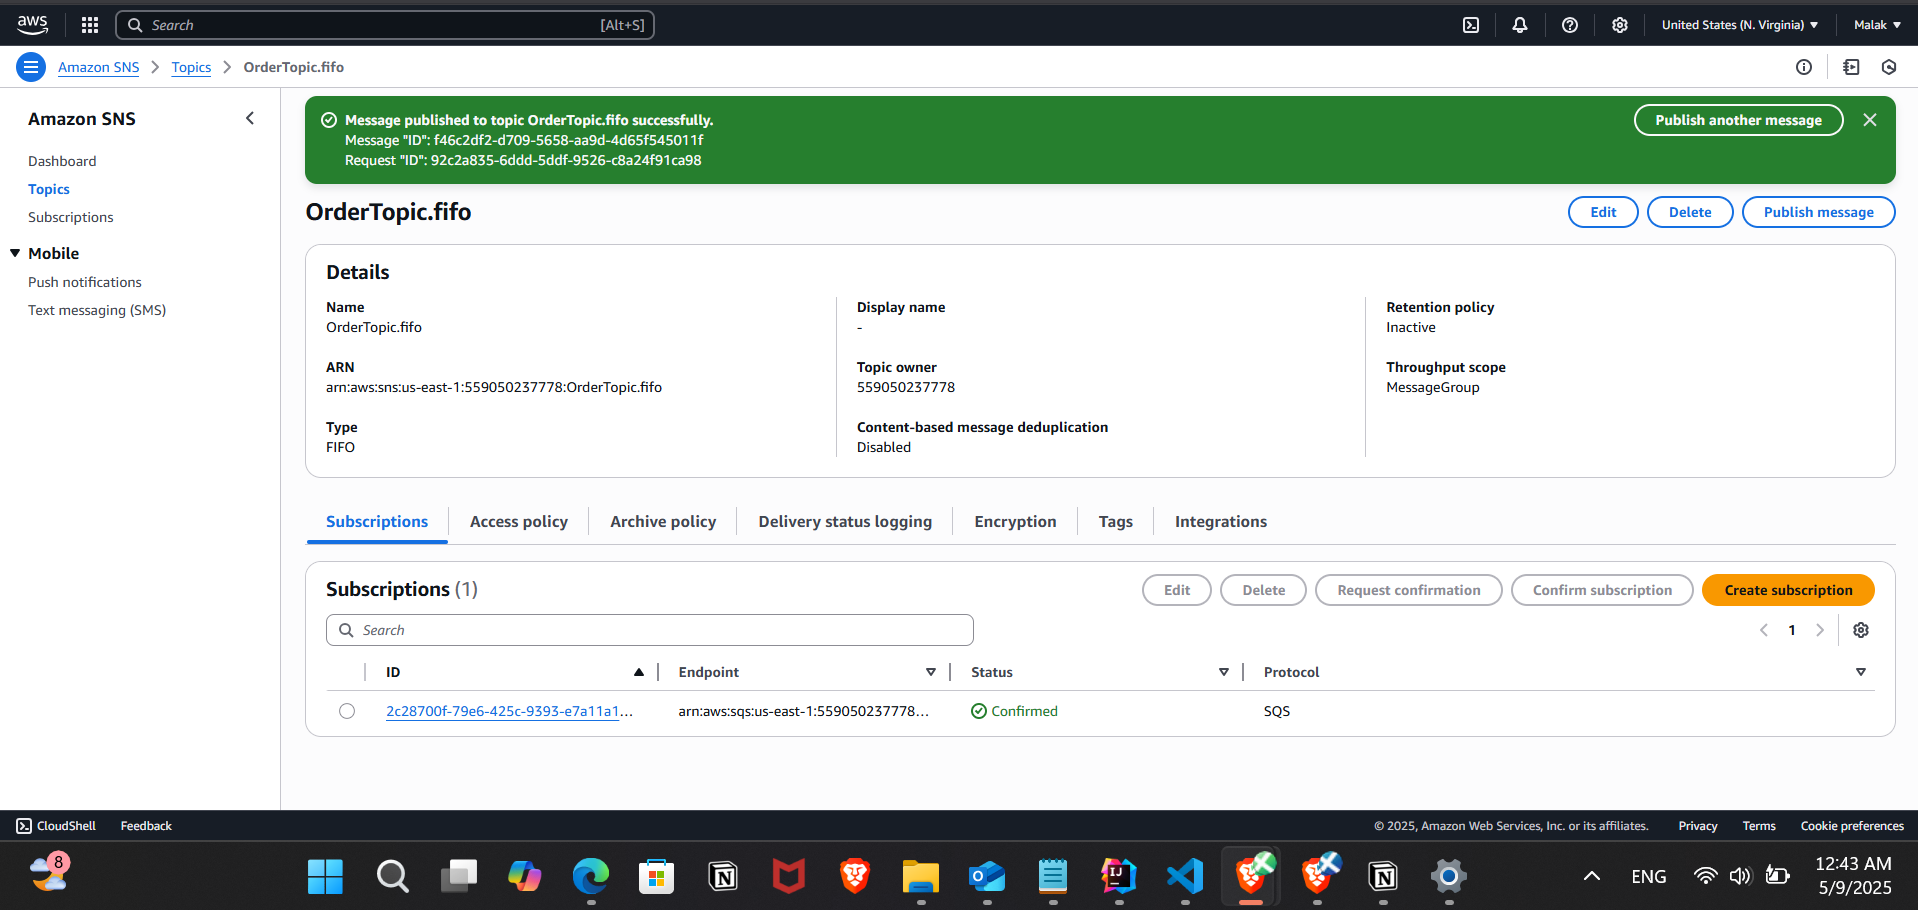 aws
Search
[Alt+S]
United States (N. Virginia)
Malak
Amazon SNS
Topics
OrderTopic.fifo
Amazon SNS
Dashboard
Topics
Subscriptions
Mobile
Push notifications
Text messaging (SMS)
Message published to topic OrderTopic.fifo successfully.
Message "ID": f46c2df2-d709-5658-aa9d-4d65f545011f
Request "ID": 92c2a835-6ddd-5ddf-9526-c8a24f91ca98
Publish another message
OrderTopic.fifo
Edit
Delete
Publish message
Details
Name
OrderTopic.fifo
ARN
arn:aws:sns:us-east-1:559050237778:OrderTopic.fifo
Type
FIFO
Display name
-
Topic owner
559050237778
Content-based message deduplication
Disabled
Retention policy
Inactive
Throughput scope
MessageGroup
Subscriptions
Access policy
Archive policy
Delivery status logging
Encryption
Tags
Integrations
Subscriptions (1)
Edit
Delete
Request confirmation
Confirm subscription
Create subscription
Search
1
ID
Endpoint
Status
Protocol
2c28700f-79e6-425c-9393-e7a11a1...
arn:aws:sqs:us-east-1:559050237778...
Confirmed
SQS
CloudShell
Feedback
© 2025, Amazon Web Services, Inc. or its affiliates.
Privacy
Terms
Cookie preferences
8
ENG
12:43 AM
5/9/2025